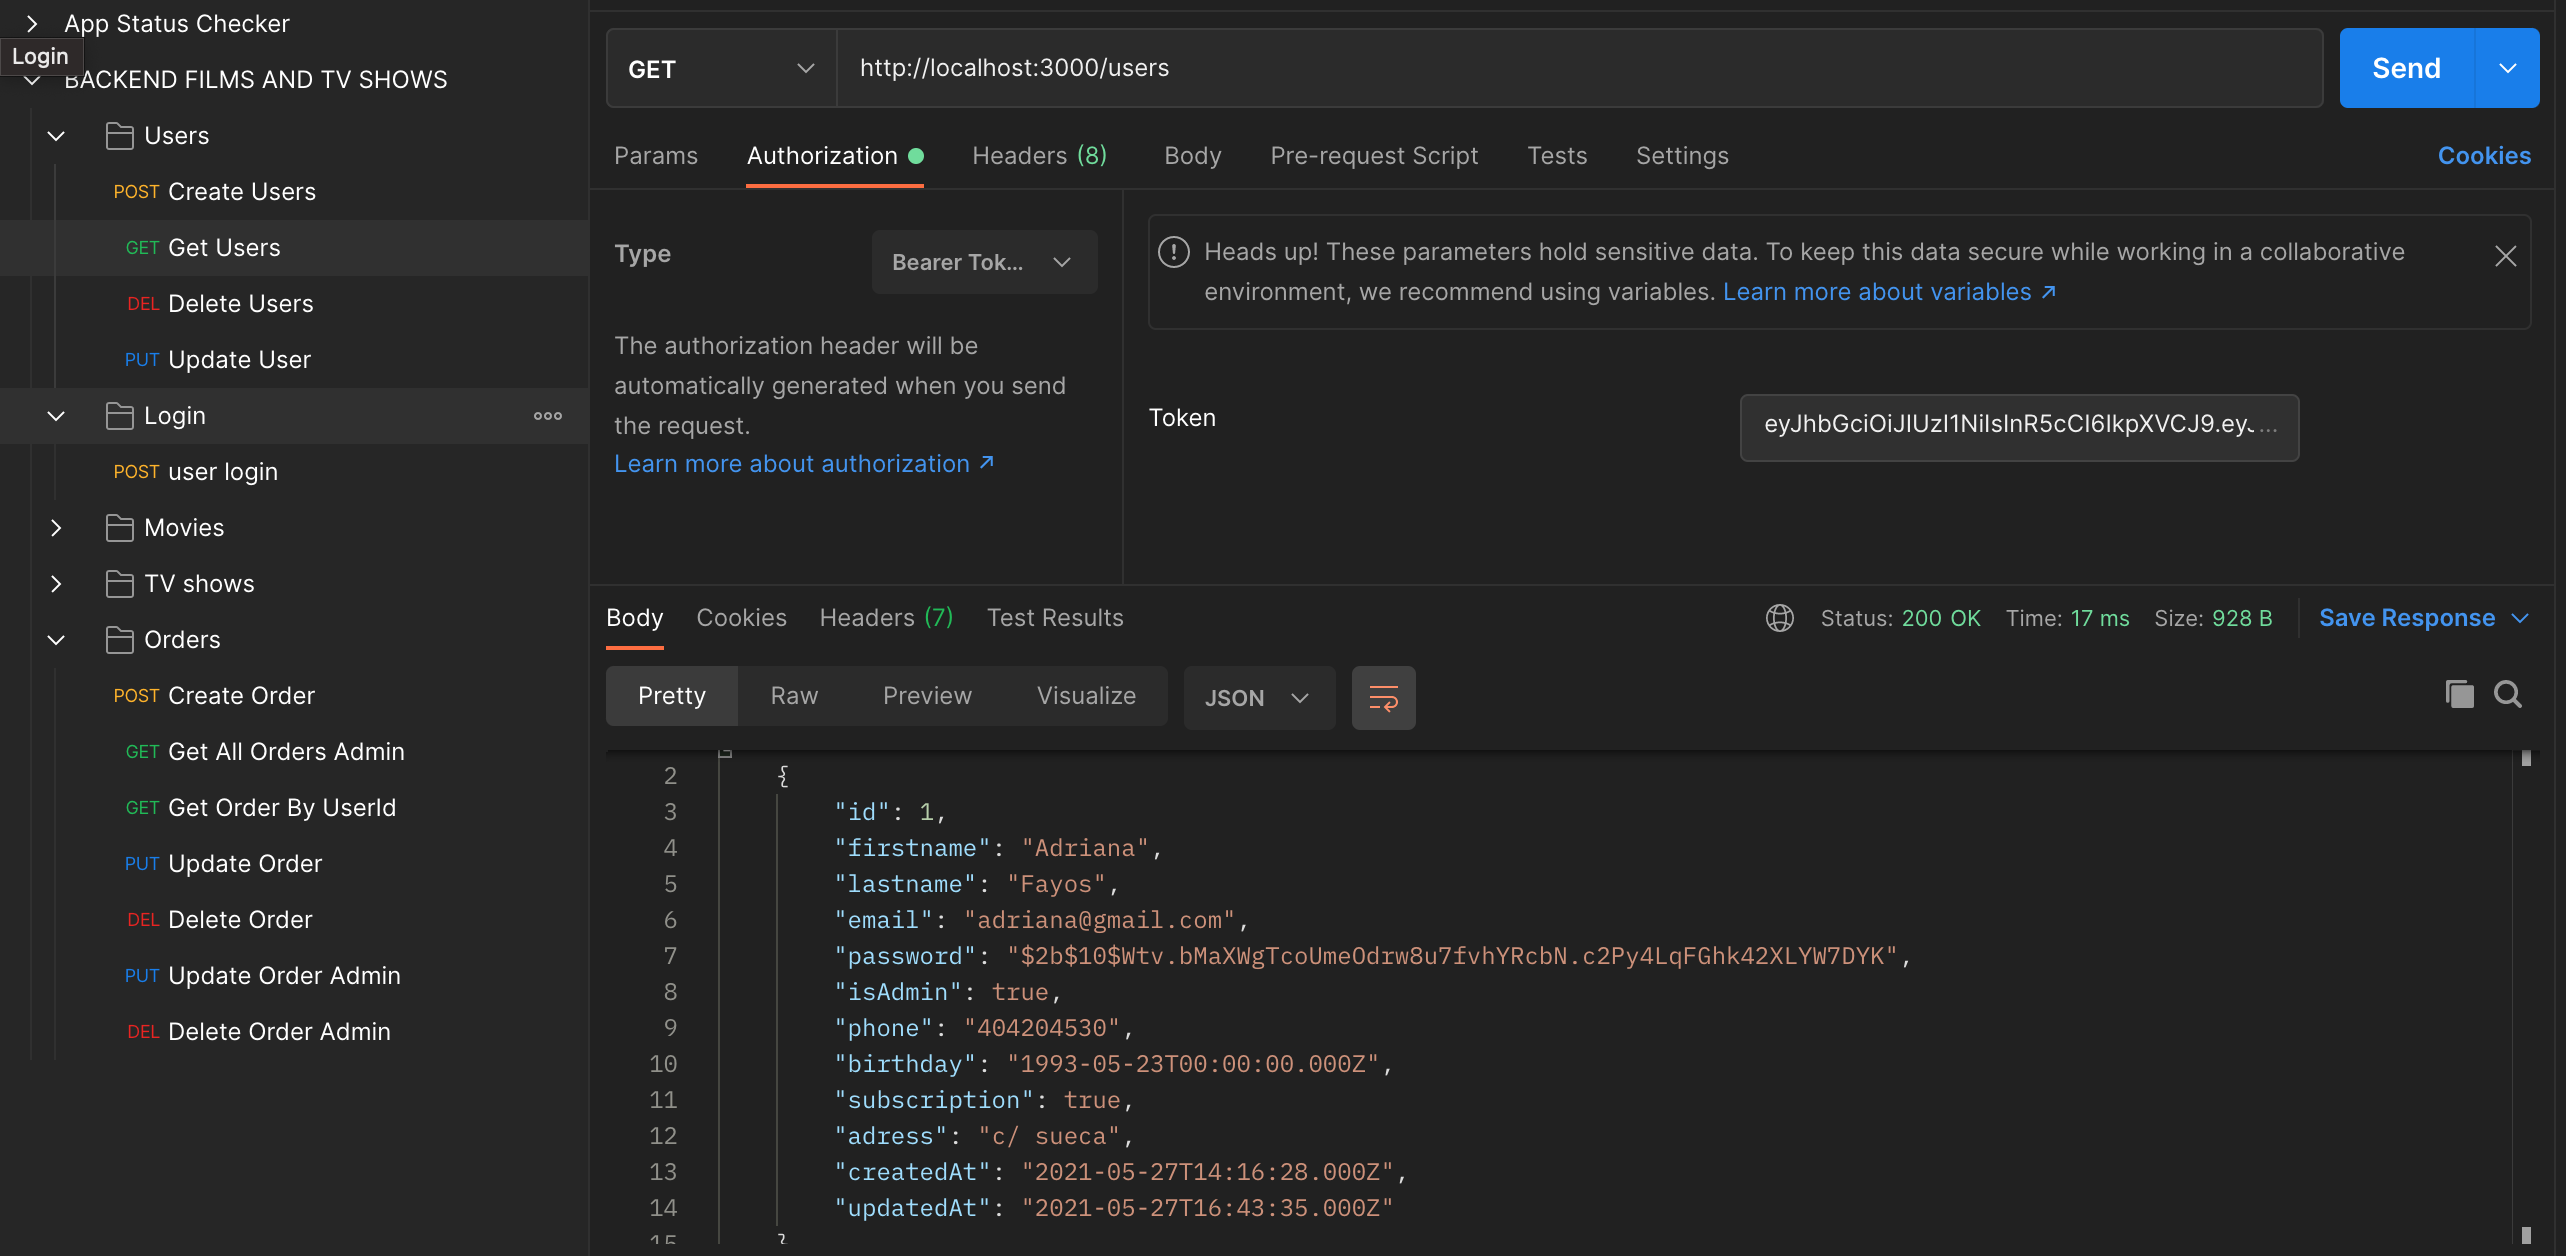 App Status Checker
Login
BACKEND FILMS AND TV SHOWS
Users
POST Create Users
GET Get Users
DEL Delete Users
PUT Update User
Login
POST user login
Movies
TV shows
Orders
POST Create Order
GET Get All Orders Admin
GET Get Order By UserId
PUT Update Order
DEL Delete Order
PUT Update Order Admin
DEL Delete Order Admin
GET http://localhost:3000/users Send
Params Authorization Headers (8) Body Pre-request Script Tests Settings Cookies
Type Bearer Tok...
The authorization header will be
automatically generated when you send
the request.
Learn more about authorization ↗
Heads up! These parameters hold sensitive data. To keep this data secure while working in a collaborative
environment, we recommend using variables. Learn more about variables ↗
Token eyJhbGciOiJIUzI1NiIsInR5cCI6IkpXVCJ9.eyJ...
Body Cookies Headers (7) Test Results Status: 200 OK Time: 17 ms Size: 928 B Save Response
Pretty Raw Preview Visualize JSON
2 {
3 "id": 1,
4 "firstname": "Adriana",
5 "lastname": "Fayos",
6 "email": "adriana@gmail.com",
7 "password": "$2b$10$Wtv.bMaXWgTcoUmeOdrw8u7fvhYRcbN.c2Py4LqFGhk42XLYW7DYK",
8 "isAdmin": true,
9 "phone": "404204530",
10 "birthday": "1993-05-23T00:00:00.000Z",
11 "subscription": true,
12 "adress": "c/ sueca",
13 "createdAt": "2021-05-27T14:16:28.000Z",
14 "updatedAt": "2021-05-27T16:43:35.000Z"
15 }